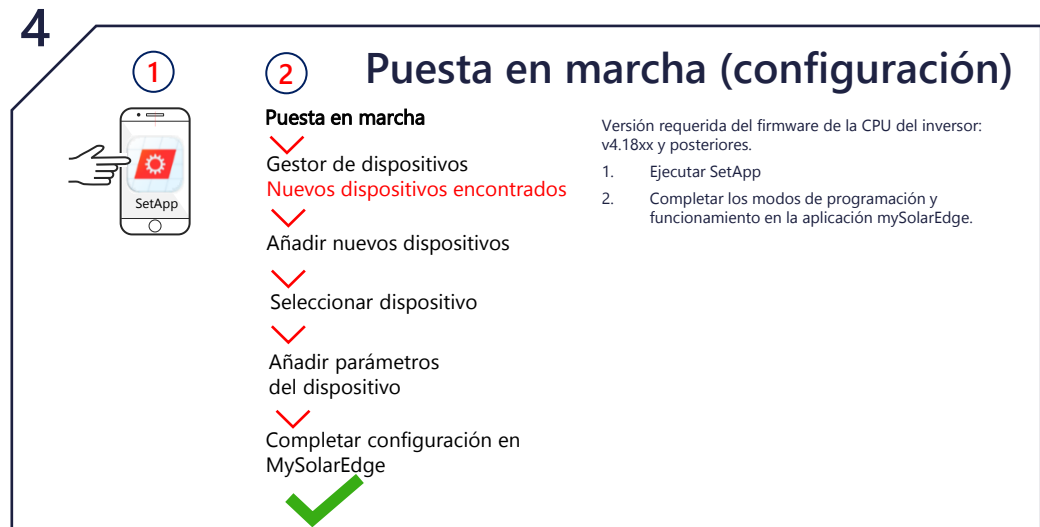 4
Puesta en marcha (configuración)
1
SetApp
2
Puesta en marcha
Gestor de dispositivos
Nuevos dispositivos encontrados
Añadir nuevos dispositivos
Seleccionar dispositivo
Añadir parámetros
del dispositivo
Completar configuración en
MySolarEdge
Versión requerida del firmware de la CPU del inversor:
v4.18xx y posteriores.
1. Ejecutar SetApp
2. Completar los modos de programación y
funcionamiento en la aplicación mySolarEdge.